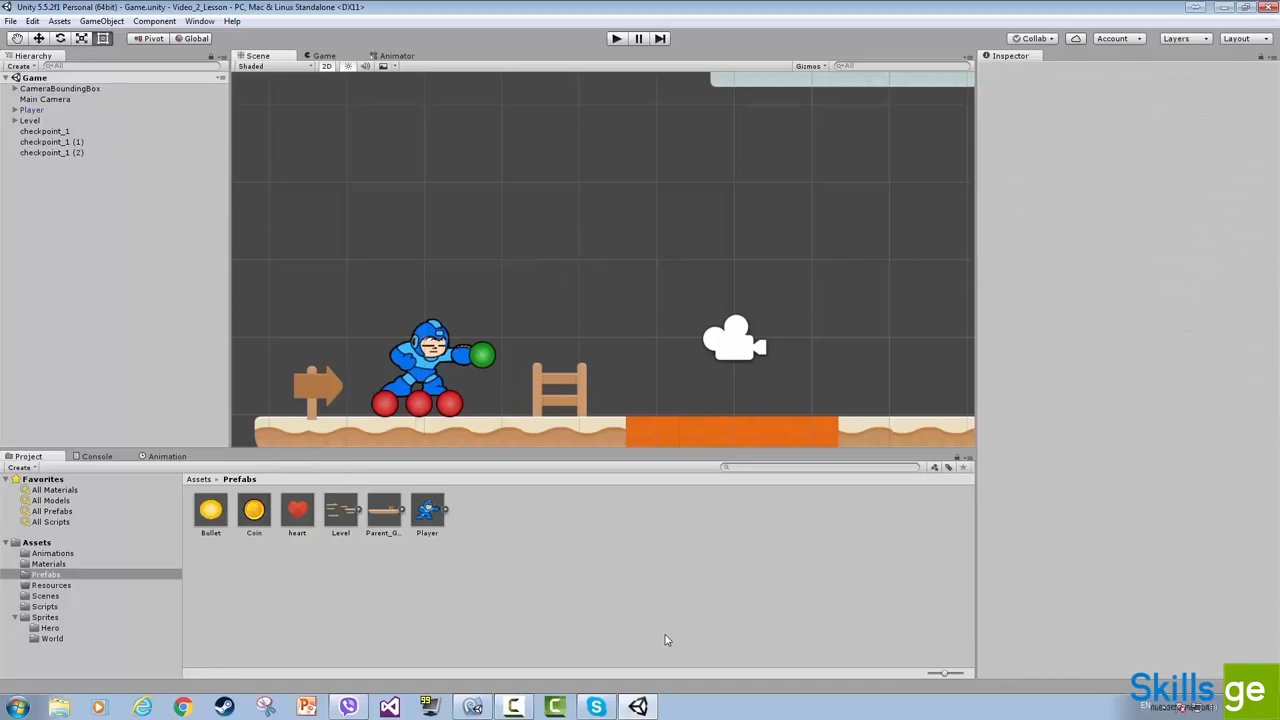 Unity 5.5.2f1 Personal (64bit) - Game.unity - Video_2_Lesson - PC, Mac & Linux Standalone <DX11>
File Edit Assets GameObject Component Window Help
Pivot Global Collab Account Layers Layout
Hierarchy Scene Game Animator Inspector
Create All Shaded 2D Gizmos All
Game
CameraBoundingBox
Main Camera
Player
Level
checkpoint_1
checkpoint_1 (1)
checkpoint_1 (2)
Project Console Animation
Create
Favorites
All Materials
All Models
All Prefabs
All Scripts
Assets
Animations
Materials
Prefabs
Resources
Scenes
Scripts
Sprites
Hero
World
Assets Prefabs
Bullet Coin heart Level Parent_G... Player
99
Skills ge